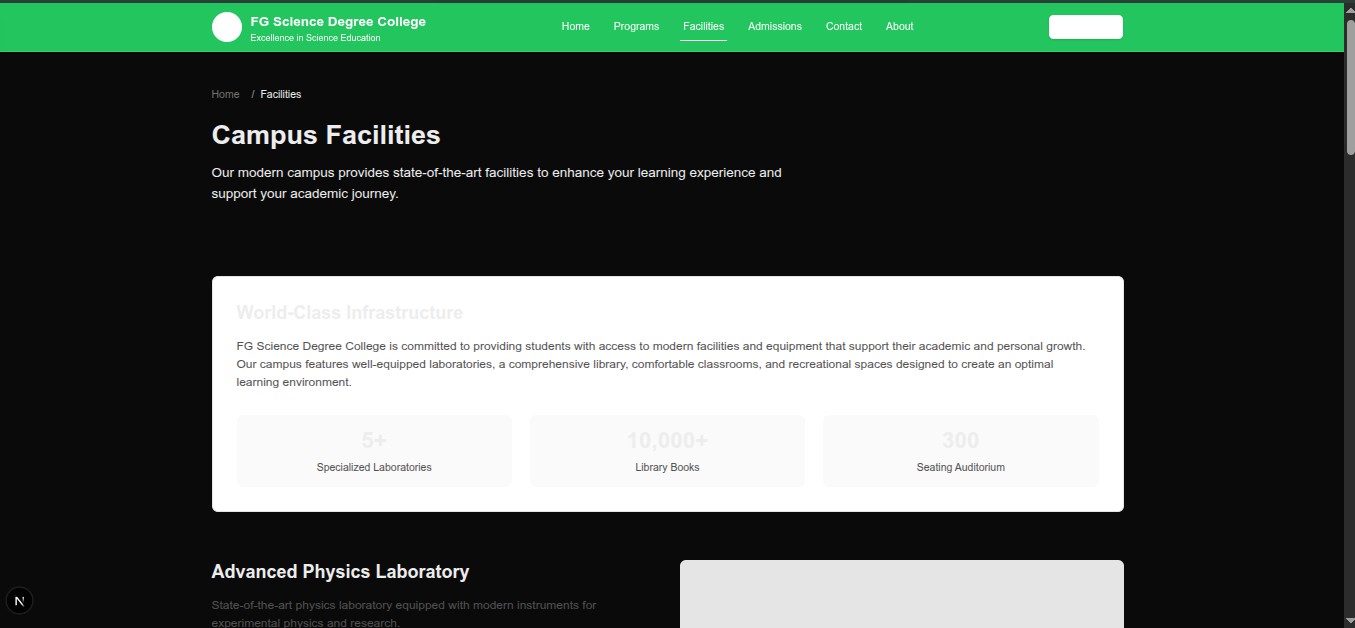 FG Science Degree College
Excellence in Science Education
Home Programs Facilities Admissions Contact About
Home / Facilities
Campus Facilities
Our modern campus provides state-of-the-art facilities to enhance your learning experience and
support your academic journey.
World-Class Infrastructure
FG Science Degree College is committed to providing students with access to modern facilities and equipment that support their academic and personal growth.
Our campus features well-equipped laboratories, a comprehensive library, comfortable classrooms, and recreational spaces designed to create an optimal
learning environment.
5+ 10,000+ 300
Specialized Laboratories Library Books Seating Auditorium
Advanced Physics Laboratory
State-of-the-art physics laboratory equipped with modern instruments for
experimental physics and research.
N